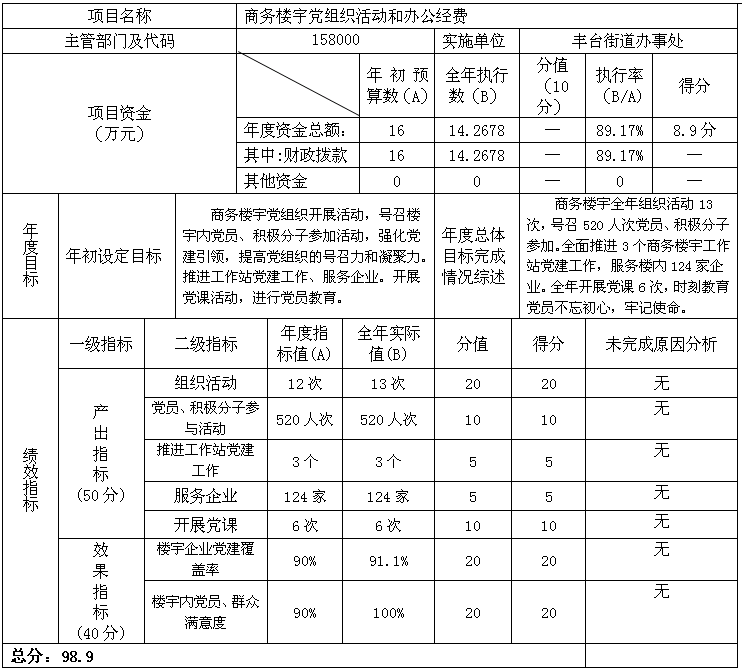 项目名称 商务楼宇党组织活动和办公经费
主管部门及代码 158000 实施单位 丰台街道办事处
项目资金
（万元）
年 初 预
算数（A）
全年执行
数（B）
分值
（10
分）
执行率
（B/A）
得分
年度资金总额： 16 14.2678 — 89.17% 8.9分
其中：财政拨款 16 14.2678 — 89.17% —
其他资金 0 0 — 0 —
年度目标
年初设定目标
商务楼宇党组织开展活动，号召楼
宇内党员、积极分子参加活动，强化党
建引领，提高党组织的号召力和凝聚力。
推进工作站党建工作、服务企业。开展
党课活动，进行党员教育。
年度总体
目标完成
情况综述
商务楼宇全年组织活动 13
次，号召 520 人次党员、积极分子
参加。全面推进 3 个商务楼宇工作
站党建工作，服务楼内 124 家企
业。全年开展党课 6 次，时刻教育
党员不忘初心，牢记使命。
绩效指标
一级指标 二级指标
年度指
标值(A)
全年实际
值(B)
分值 得分 未完成原因分析
产
出
指
标
(50分)
组织活动 12 次 13 次 20 20 无
党员、积极分子参
与活动
520 人次 520 人次 10 10 无
推进工作站党建
工作
3 个 3 个 5 5 无
服务企业 124 家 124 家 5 5 无
开展党课 6 次 6 次 10 10 无
效
果
指
标
(40分)
楼宇企业党建覆
盖率
90% 91.1% 20 20 无
楼宇内党员、群众
满意度
90% 100% 20 20 无
总分：98.9